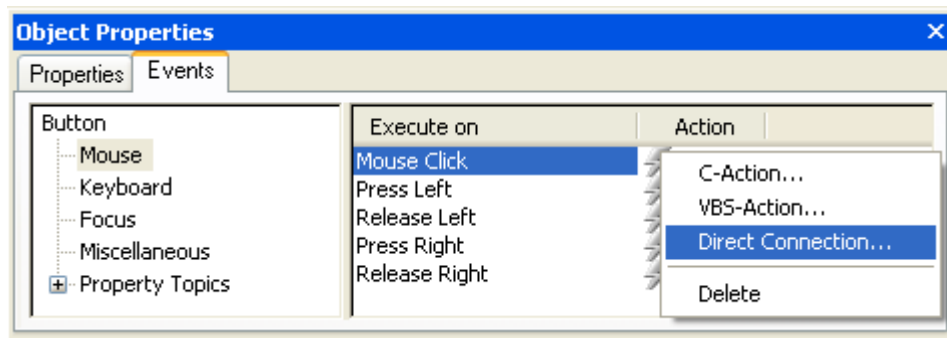 Object Properties
Properties Events
Button
Mouse
Keyboard
Focus
Miscellaneous
Property Topics
Execute on Action
Mouse Click
Press Left
Release Left
Press Right
Release Right
C-Action...
VBS-Action...
Direct Connection...
Delete